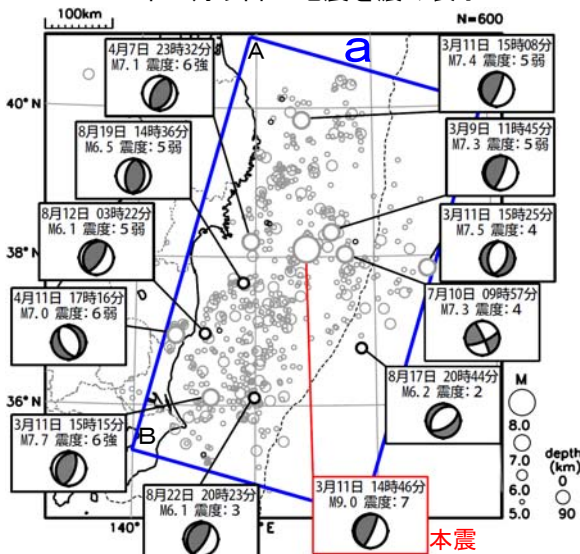 100km
N=600
a
A
4月7日 23時32分
M7.1 震度:6強
3月11日 15時08分
M7.4 震度:5弱
40°N
8月19日 14時36分
M6.5 震度:5弱
3月9日 11時45分
M7.3 震度:5弱
8月12日 03時22分
M6.1 震度:5弱
3月11日 15時25分
M7.5 震度:4
38°N
4月11日 17時16分
M7.0 震度:6弱
7月10日 09時57分
M7.3 震度:4
8月17日 20時44分
M6.2 震度:2
36°N
3月11日 15時15分
M7.7 震度:6強
B
M
8.0
7.0
6.0
5.0
depth
(km)
0
90
140°
°E
8月22日 20時23分
M6.1 震度:3
3月11日 14時46分
M9.0 震度:7
本震